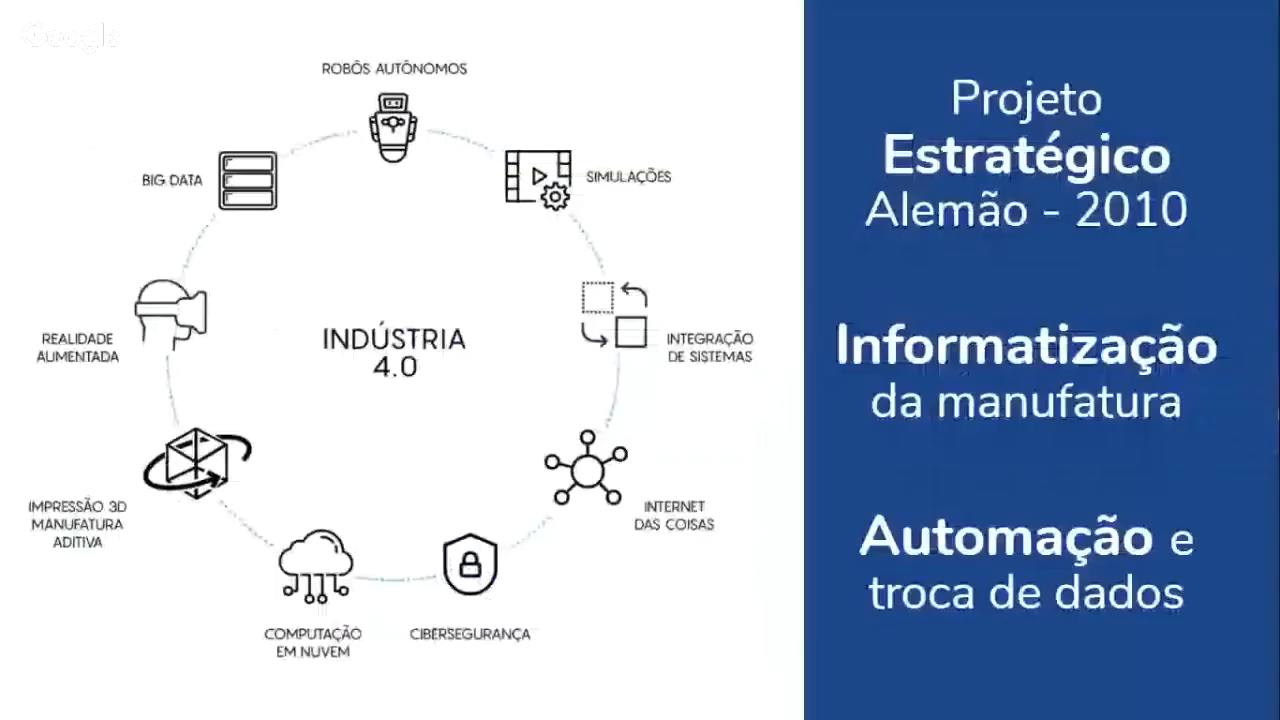 Google
ROBÔS AUTÔNOMOS
BIG DATA
SIMULAÇÕES
REALIDADE
AUMENTADA
INDÚSTRIA
4.0
INTEGRAÇÃO
DE SISTEMAS
IMPRESSÃO 3D
MANUFATURA
ADITIVA
INTERNET
DAS COISAS
COMPUTAÇÃO
EM NUVEM
CIBERSEGURANÇA
Projeto
Estratégico
Alemão - 2010
Informatização
da manufatura
Automação e
troca de dados